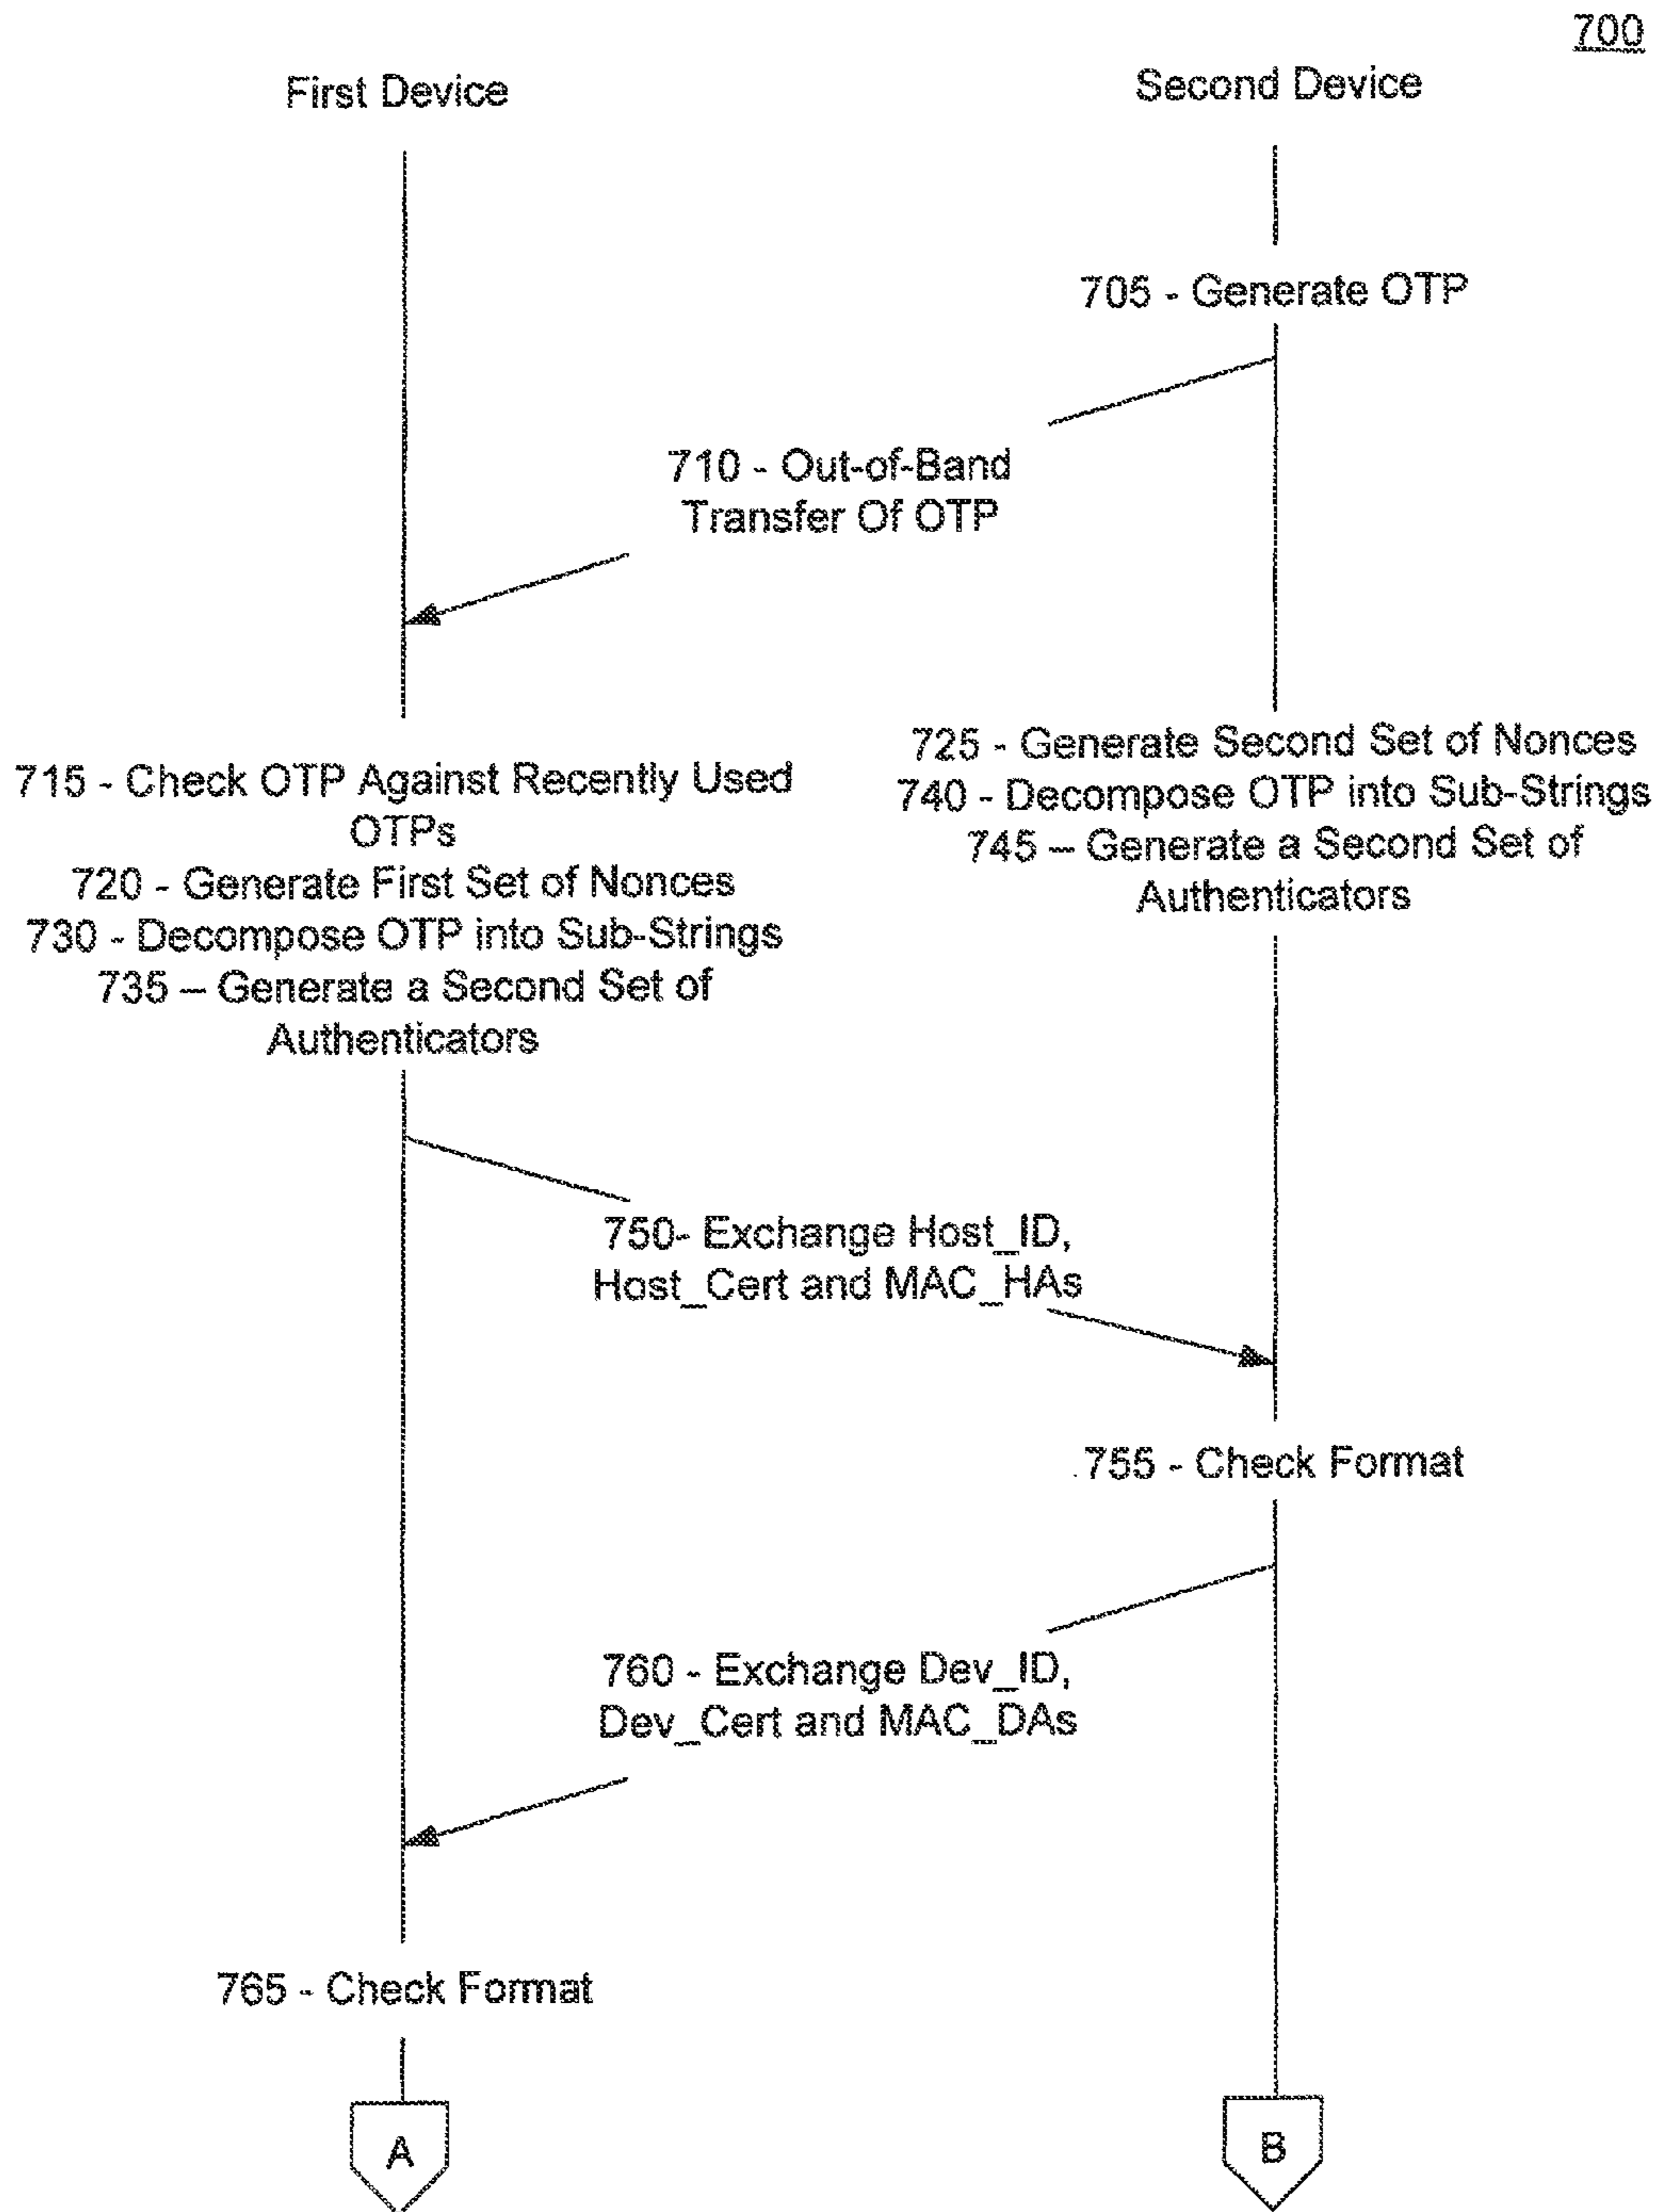 700
First Device
Second Device
705 - Generate OTP
710 - Out-of-Band
Transfer Of OTP
715 - Check OTP Against Recently Used
OTPs
720 - Generate First Set of Nonces
730 - Decompose OTP into Sub-Strings
735 – Generate a Second Set of
Authenticators
725 - Generate Second Set of Nonces
740 - Decompose OTP into Sub-Strings
745 – Generate a Second Set of
Authenticators
750- Exchange Host_ID,
Host_Cert and MAC_HAs
755 - Check Format
760 - Exchange Dev_ID,
Dev_Cert and MAC_DAs
765 - Check Format
A
B